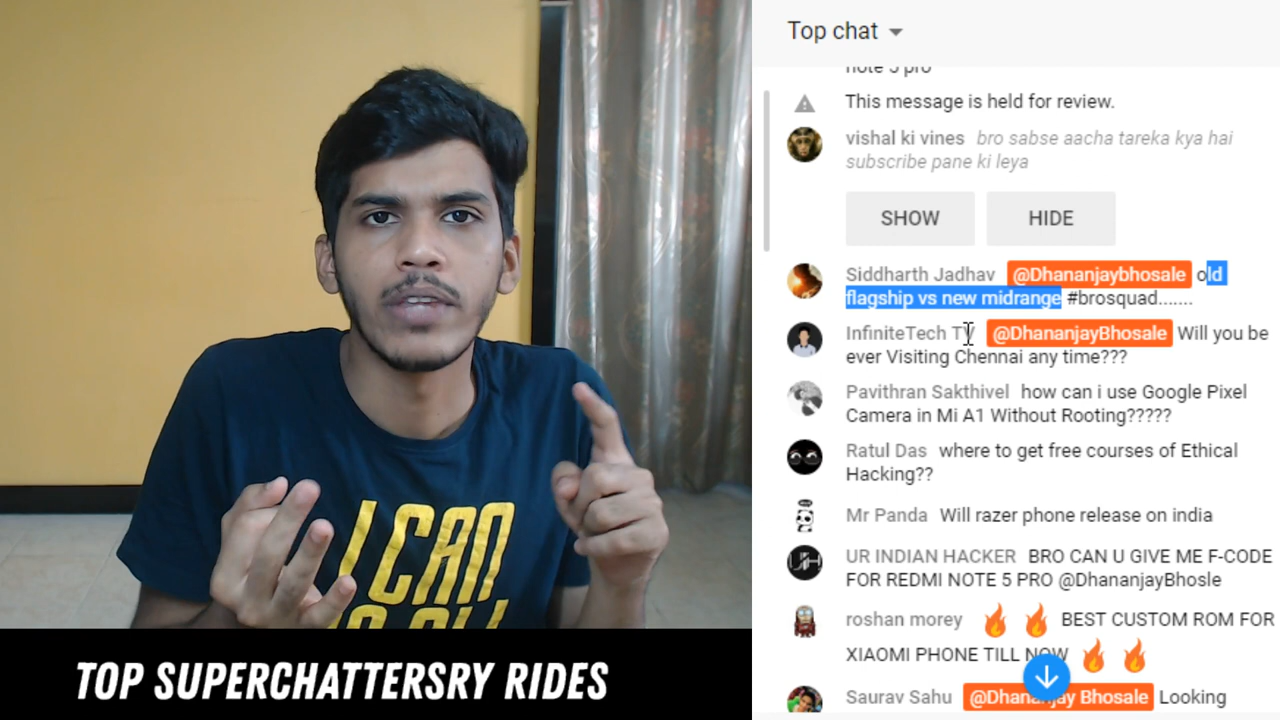 I CAN
TOP SUPERCHATTERSRY RIDES
Top chat
note 5 pro
This message is held for review.
vishal ki vines bro sabse aacha tareka kya hai
subscribe pane ki leya
SHOW HIDE
Siddharth Jadhav @Dhananjaybhosale old
flagship vs new midrange #brosquad.......
InfiniteTech TV @DhananjayBhosale Will you be
ever Visiting Chennai any time???
Pavithran Sakthivel how can i use Google Pixel
Camera in Mi A1 Without Rooting?????
Ratul Das where to get free courses of Ethical
Hacking??
Mr Panda Will razer phone release on india
UR INDIAN HACKER BRO CAN U GIVE ME F-CODE
FOR REDMI NOTE 5 PRO @DhananjayBhosle
roshan morey 🔥 🔥 BEST CUSTOM ROM FOR
XIAOMI PHONE TILL NOW 🔥 🔥
Saurav Sahu @Dhananjay Bhosale Looking